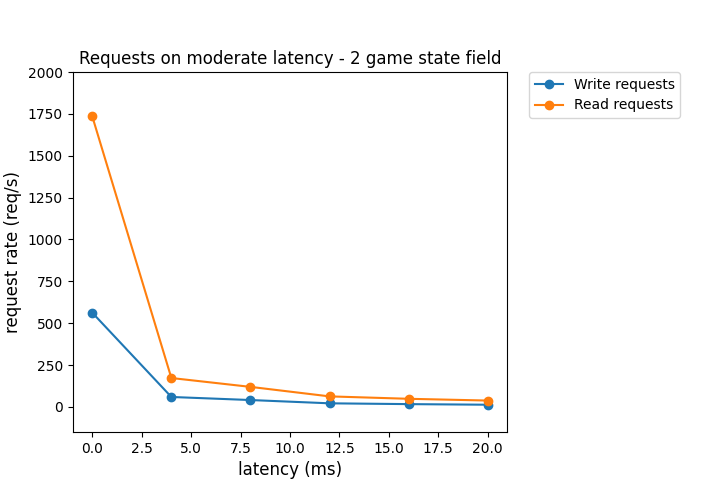 Requests on moderate latency - 2 game state field
Write requests
Read requests
request rate (req/s)
2000
1750
1500
1250
1000
750
500
250
0
0.0 2.5 5.0 7.5 10.0 12.5 15.0 17.5 20.0
latency (ms)